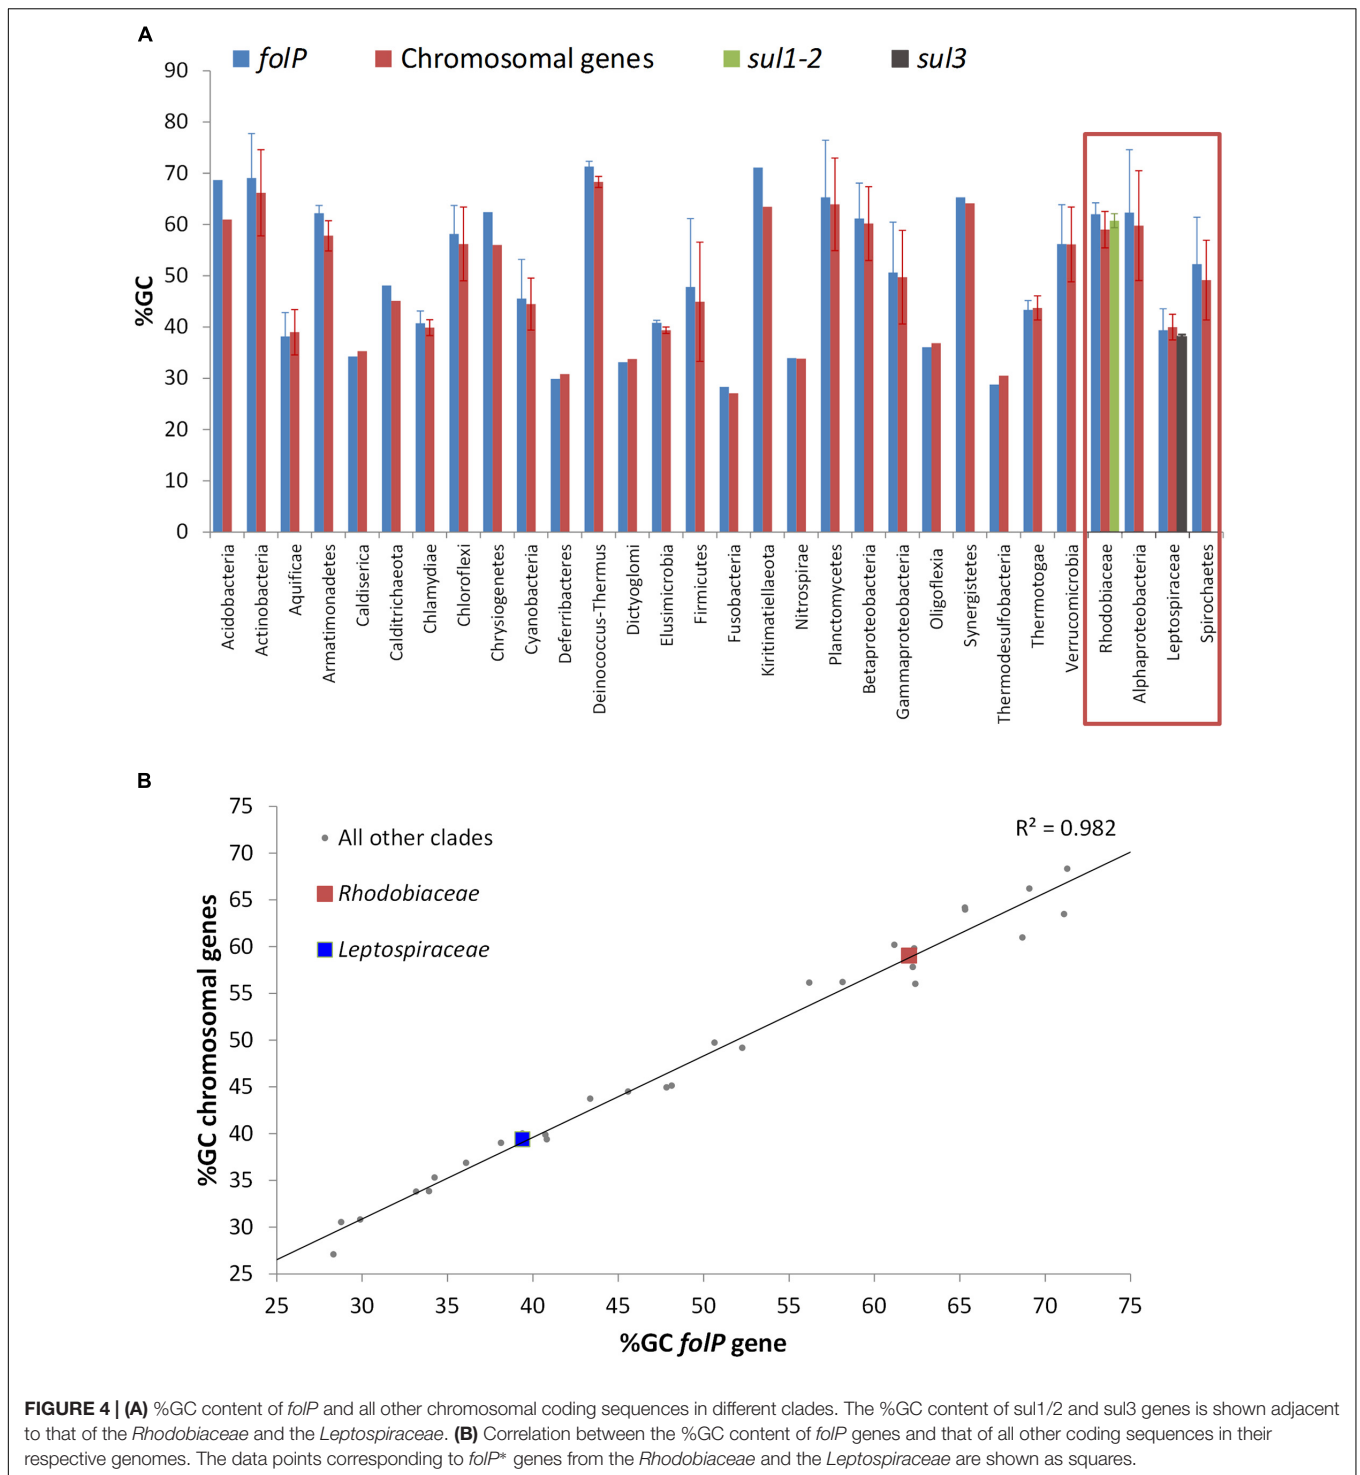 A
folP Chromosomal genes sul1-2 sul3
90
80
70
60
50
40
30
20
10
0
%GC
Acidobacteria
Actinobacteria
Aquificae
Armatimonadetes
Caldiserica
Calditrichaeota
Chlamydiae
Chloroflexi
Chrysiogenetes
Cyanobacteria
Deferribacteres
Deinococcus-Thermus
Dictyoglomi
Elusimicrobia
Firmicutes
Fusobacteria
Kiritimatiellaeota
Nitrospirae
Planctomycetes
Betaproteobacteria
Gammaproteobacteria
Oligoflexia
Synergistetes
Thermodesulfobacteria
Thermotogae
Verrucomicrobia
Rhodobiaceae
Alphaproteobacteria
Leptospiraceae
Spirochaetes
B
75
70
65
60
55
50
45
40
35
30
25
%GC chromosomal genes
All other clades
Rhodobiaceae
Leptospiraceae
R² = 0.982
25 30 35 40 45 50 55 60 65 70 75
%GC folP gene
FIGURE 4 | (A) %GC content of folP and all other chromosomal coding sequences in different clades. The %GC content of sul1/2 and sul3 genes is shown adjacent
to that of the Rhodobiaceae and the Leptospiraceae. (B) Correlation between the %GC content of folP genes and that of all other coding sequences in their
respective genomes. The data points corresponding to folP* genes from the Rhodobiaceae and the Leptospiraceae are shown as squares.